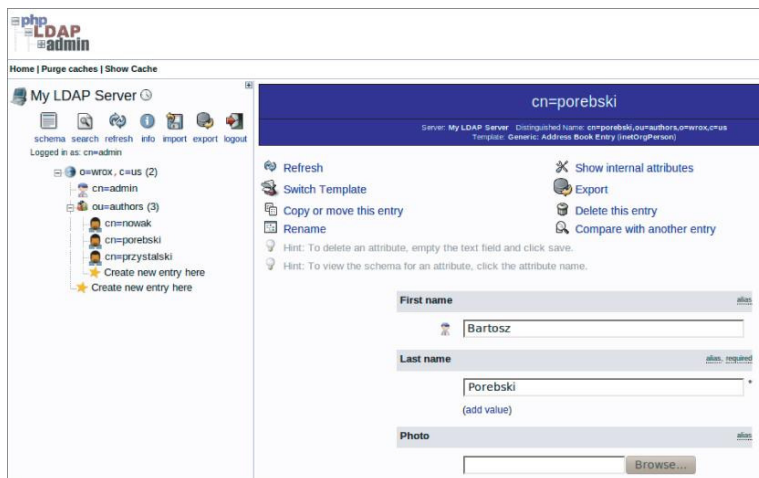 php
LDAP
admin
Home | Purge caches | Show Cache
My LDAP Server
schema search refresh info import export logout
Logged in as: cn=admin
o=wrox, c=us (2)
cn=admin
ou=authors (3)
cn=nowak
cn=porebski
cn=przystalski
Create new entry here
Create new entry here
cn=porebski
Server: My LDAP Server Distinguished Name: cn=porebski,ou=authors,o=wrox,c=us
Template: Generic: Address Book Entry (inetOrgPerson)
Refresh
Show internal attributes
Switch Template
Export
Copy or move this entry
Delete this entry
Rename
Compare with another entry
Hint: To delete an attribute, empty the text field and click save.
Hint: To view the schema for an attribute, click the attribute name.
First name alias
Bartosz
Last name alias, required
Porebski *
(add value)
Photo alias
Browse...